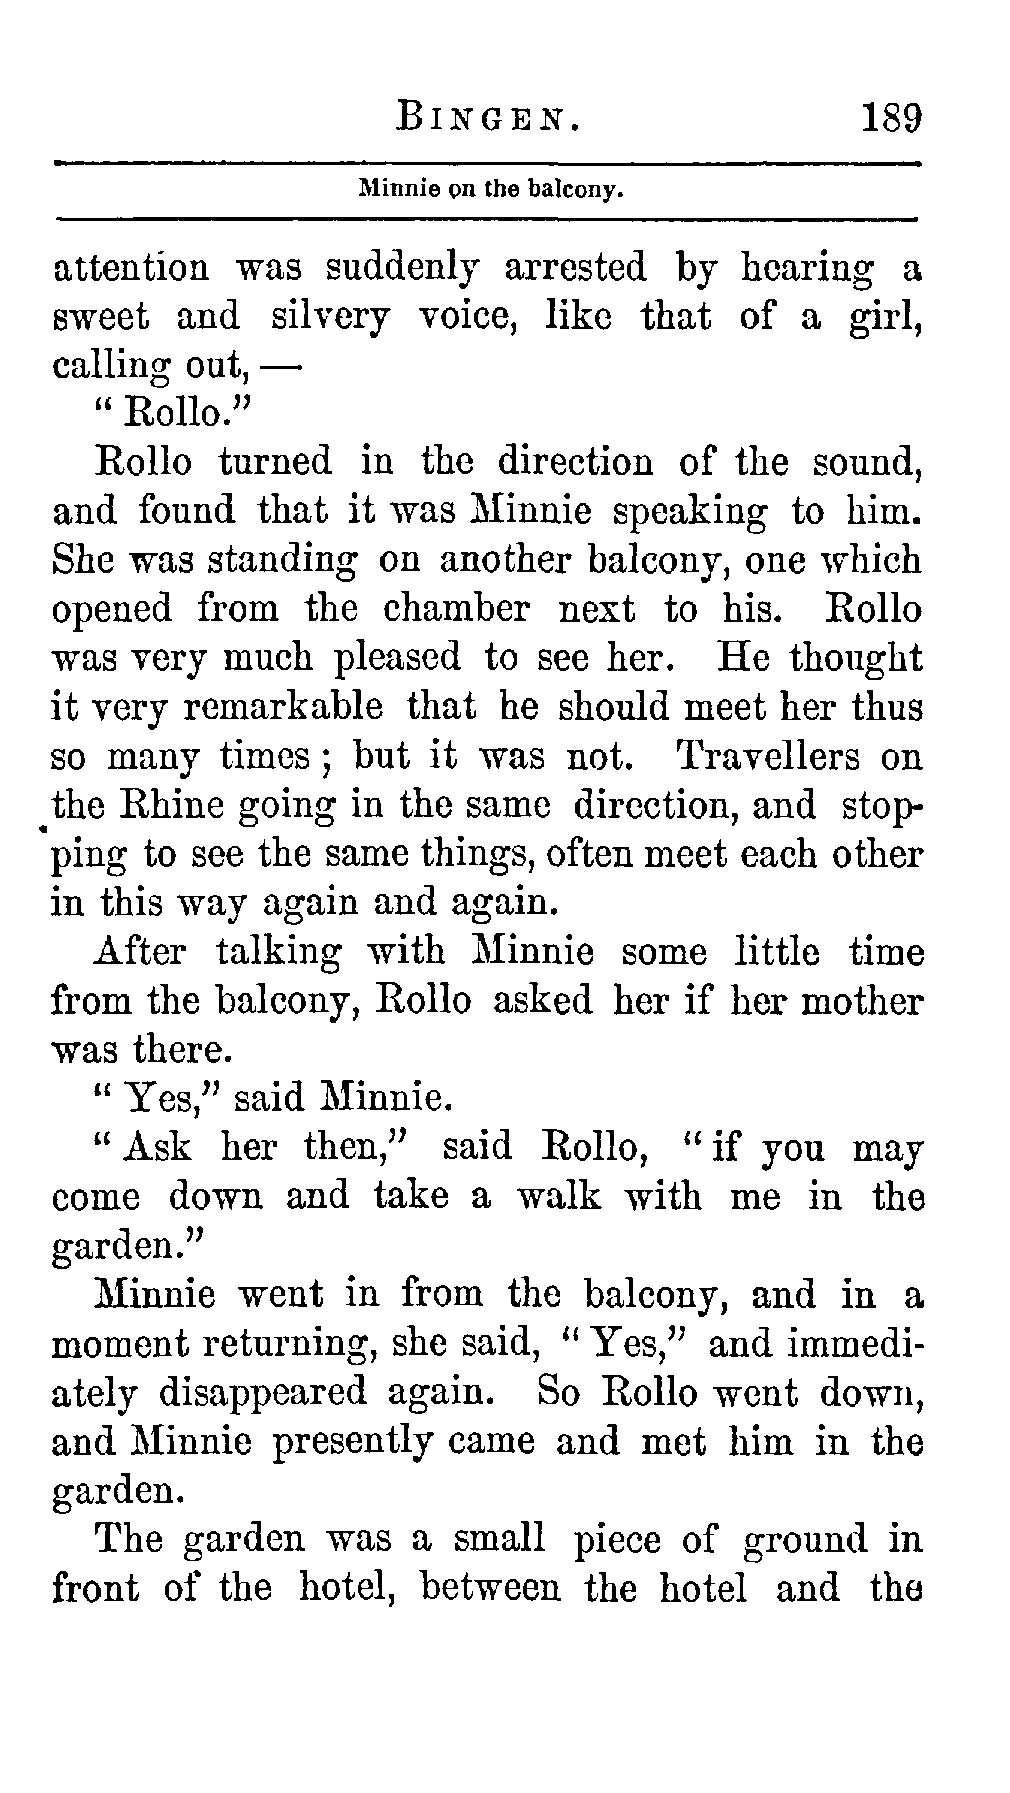 BINGEN. 189
Minnie on the balcony.
attention was suddenly arrested by hearing a
sweet and silvery voice, like that of a girl,
calling out, —
“ Rollo.”
Rollo turned in the direction of the sound,
and found that it was Minnie speaking to him.
She was standing on another balcony, one which
opened from the chamber next to his. Rollo
was very much pleased to see her. He thought
it very remarkable that he should meet her thus
so many times ; but it was not. Travellers on
the Rhine going in the same direction, and stop-
ping to see the same things, often meet each other
in this way again and again.
After talking with Minnie some little time
from the balcony, Rollo asked her if her mother
was there.
“ Yes,” said Minnie.
“ Ask her then,” said Rollo, “ if you may
come down and take a walk with me in the
garden.”
Minnie went in from the balcony, and in a
moment returning, she said, “ Yes,” and immedi-
ately disappeared again. So Rollo went down,
and Minnie presently came and met him in the
garden.
The garden was a small piece of ground in
front of the hotel, between the hotel and the